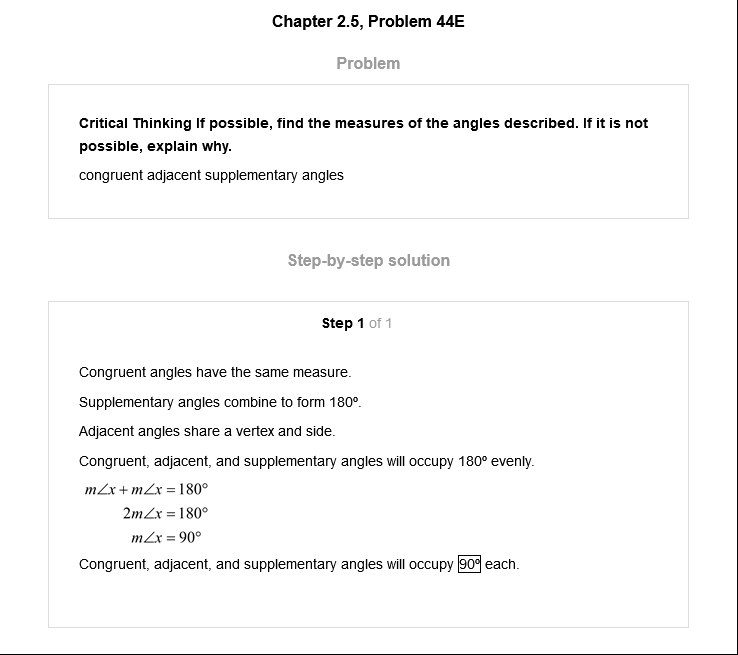 Chapter 2.5, Problem 44E
Problem
Critical Thinking If possible, find the measures of the angles described. If it is not
possible, explain why.
congruent adjacent supplementary angles
Step-by-step solution
Step 1 of 1
Congruent angles have the same measure.
Supplementary angles combine to form 180º.
Adjacent angles share a vertex and side.
Congruent, adjacent, and supplementary angles will occupy 180º evenly.
m∠x + m∠x = 180°
2m∠x = 180°
m∠x = 90°
Congruent, adjacent, and supplementary angles will occupy 90º each.